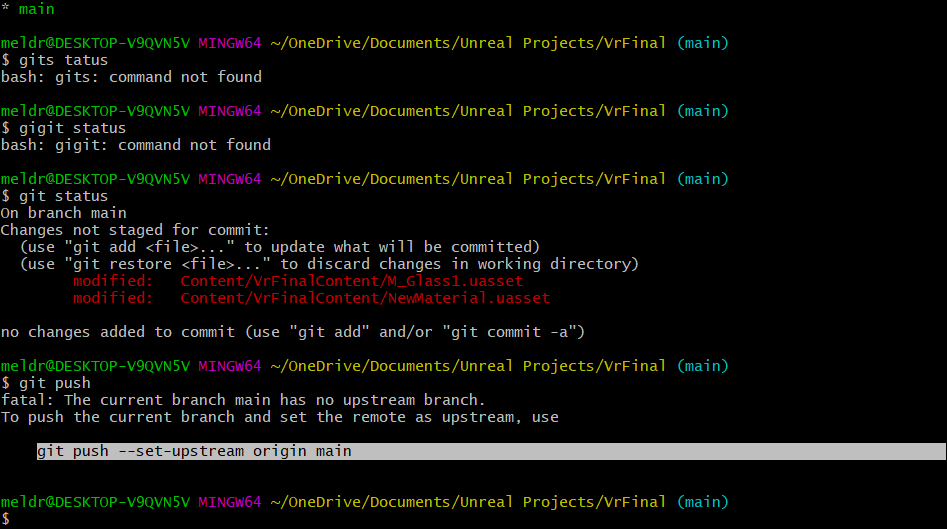 * main
meldr@DESKTOP-V9QVN5V MINGW64 ~/OneDrive/Documents/Unreal Projects/VrFinal (main)
$ gits tatus
bash: gits: command not found
meldr@DESKTOP-V9QVN5V MINGW64 ~/OneDrive/Documents/Unreal Projects/VrFinal (main)
$ gigit status
bash: gigit: command not found
meldr@DESKTOP-V9QVN5V MINGW64 ~/OneDrive/Documents/Unreal Projects/VrFinal (main)
$ git status
On branch main
Changes not staged for commit:
  (use "git add <file>..." to update what will be committed)
  (use "git restore <file>..." to discard changes in working directory)
        modified:   Content/VrFinalContent/M_Glass1.uasset
        modified:   Content/VrFinalContent/NewMaterial.uasset
no changes added to commit (use "git add" and/or "git commit -a")
meldr@DESKTOP-V9QVN5V MINGW64 ~/OneDrive/Documents/Unreal Projects/VrFinal (main)
$ git push
fatal: The current branch main has no upstream branch.
To push the current branch and set the remote as upstream, use
    git push --set-upstream origin main
meldr@DESKTOP-V9QVN5V MINGW64 ~/OneDrive/Documents/Unreal Projects/VrFinal (main)
$